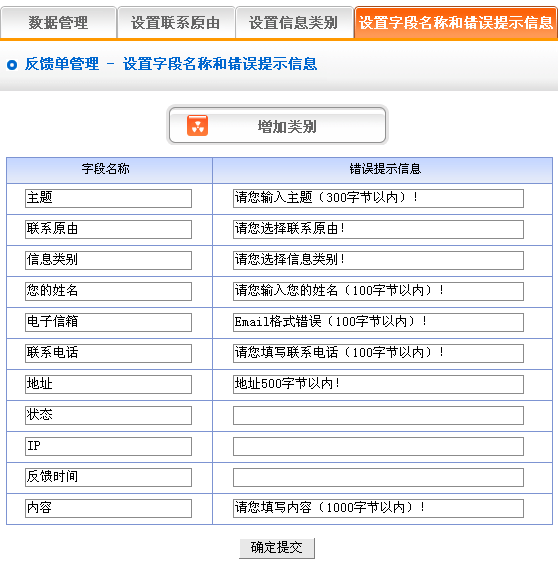 数据管理 设置联系原由 设置信息类别 设置字段名称和错误提示信息
反馈单管理 - 设置字段名称和错误提示信息
增加类别
字段名称 错误提示信息
主题 请您输入主题（300字节以内）!
联系原由 请您选择联系原由!
信息类别 请您选择信息类别!
您的姓名 请您输入您的姓名（100字节以内）!
电子信箱 Email格式错误（100字节以内）!
联系电话 请您填写联系电话（100字节以内）!
地址 地址500字节以内!
状态
IP
反馈时间
内容 请您填写内容（1000字节以内）!
确定提交